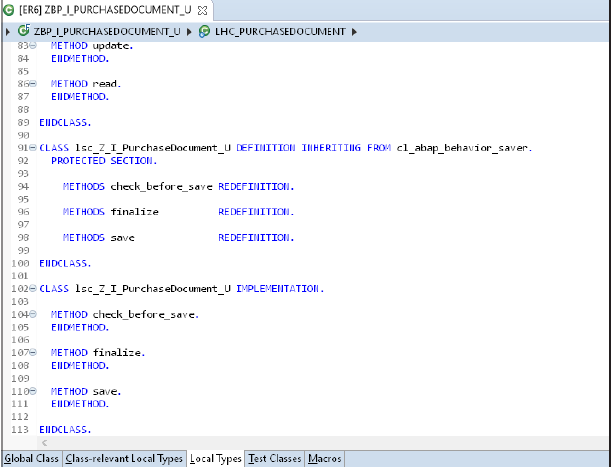 [ER6] ZBP_I_PURCHASEDOCUMENT_U
ZBP_I_PURCHASEDOCUMENT_U LHC_PURCHASEDOCUMENT
83 METHOD update.
84 ENDMETHOD.
85
86 METHOD read.
87 ENDMETHOD.
88
89 ENDCLASS.
90
91 CLASS lsc_Z_I_PurchaseDocument_U DEFINITION INHERITING FROM cl_abap_behavior_saver.
92 PROTECTED SECTION.
93
94 METHODS check_before_save REDEFINITION.
95
96 METHODS finalize REDEFINITION.
97
98 METHODS save REDEFINITION.
99
100 ENDCLASS.
101
102 CLASS lsc_Z_I_PurchaseDocument_U IMPLEMENTATION.
103
104 METHOD check_before_save.
105 ENDMETHOD.
106
107 METHOD finalize.
108 ENDMETHOD.
109
110 METHOD save.
111 ENDMETHOD.
112
113 ENDCLASS.
Global Class Class-relevant Local Types Local Types Test Classes Macros